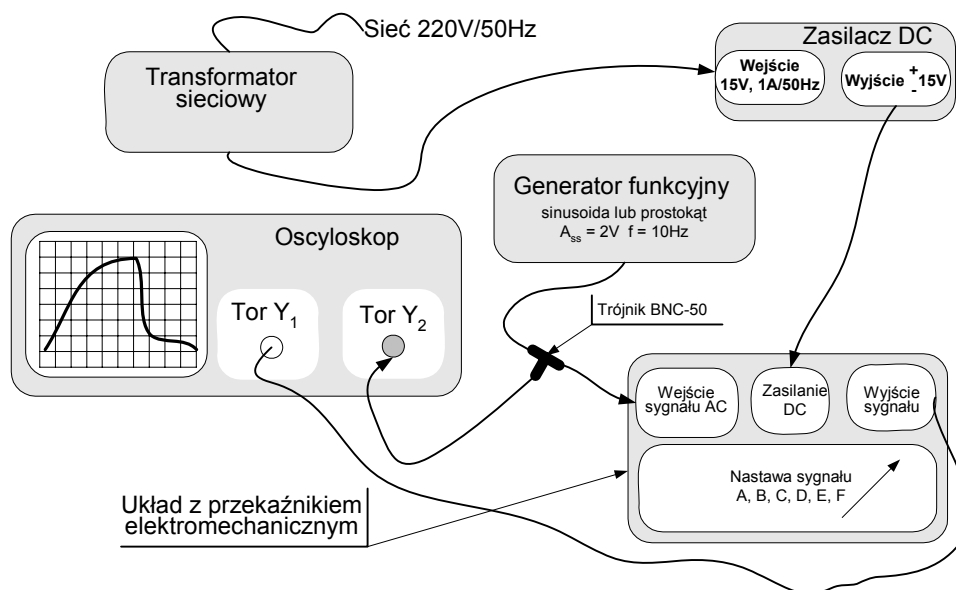 Sieć 220V/50Hz
Transformator
sieciowy
Zasilacz DC
Wejście
15V, 1A/50Hz
Wyjście +/- 15V
Generator funkcyjny
sinusoida lub prostokąt
Ass = 2V f = 10Hz
Oscyloskop
Tor Y1
Tor Y2
Trójnik BNC-50
Wejście
sygnału AC
Zasilanie
DC
Wyjście
sygnału
Nastawa sygnału
A, B, C, D, E, F
Układ z przekaźnikiem
elektromechanicznym